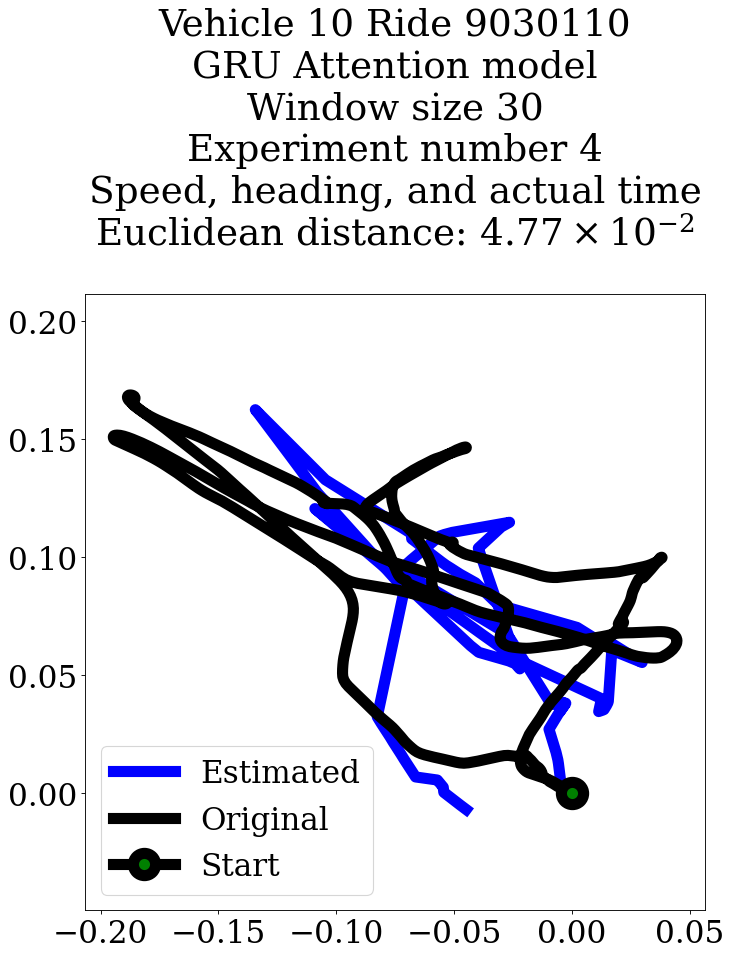 Vehicle 10 Ride 9030110
GRU Attention model
Window size 30
Experiment number 4
Speed, heading, and actual time
Euclidean distance: 4.77 × 10⁻²
0.20
0.15
0.10
0.05
0.00
Estimated
Original
Start
−0.20 −0.15 −0.10 −0.05 0.00 0.05